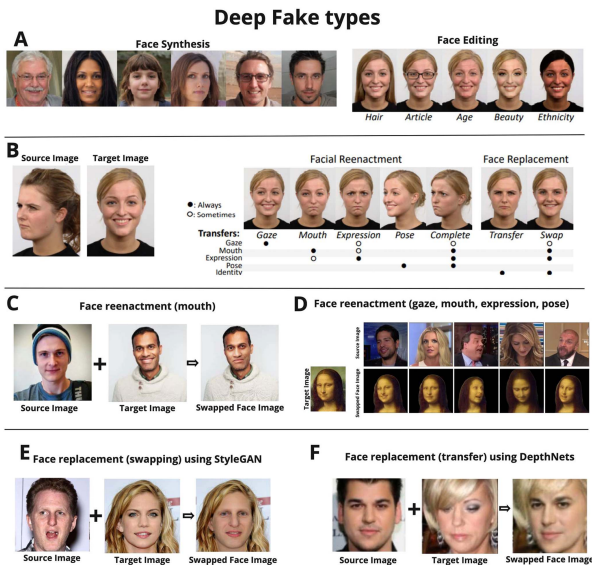 Deep Fake types
A
Face Synthesis
Face Editing
Hair Article Age Beauty Ethnicity
B
Source Image Target Image
Facial Reenactment Face Replacement
●: Always
○: Sometimes
Transfers: Gaze Mouth Expression Pose Complete Transfer Swap
Gaze
Mouth
Expression
Pose
Identity
C
Face reenactment (mouth)
+ ⇨
Source Image Target Image Swapped Face Image
D
Face reenactment (gaze, mouth, expression, pose)
Source Image
Target Image
Swapped Face Image
E
Face replacement (swapping) using StyleGAN
+ ⇨
Source Image Target Image Swapped Face Image
F
Face replacement (transfer) using DepthNets
+ ⇨
Source Image Target Image Swapped Face Image